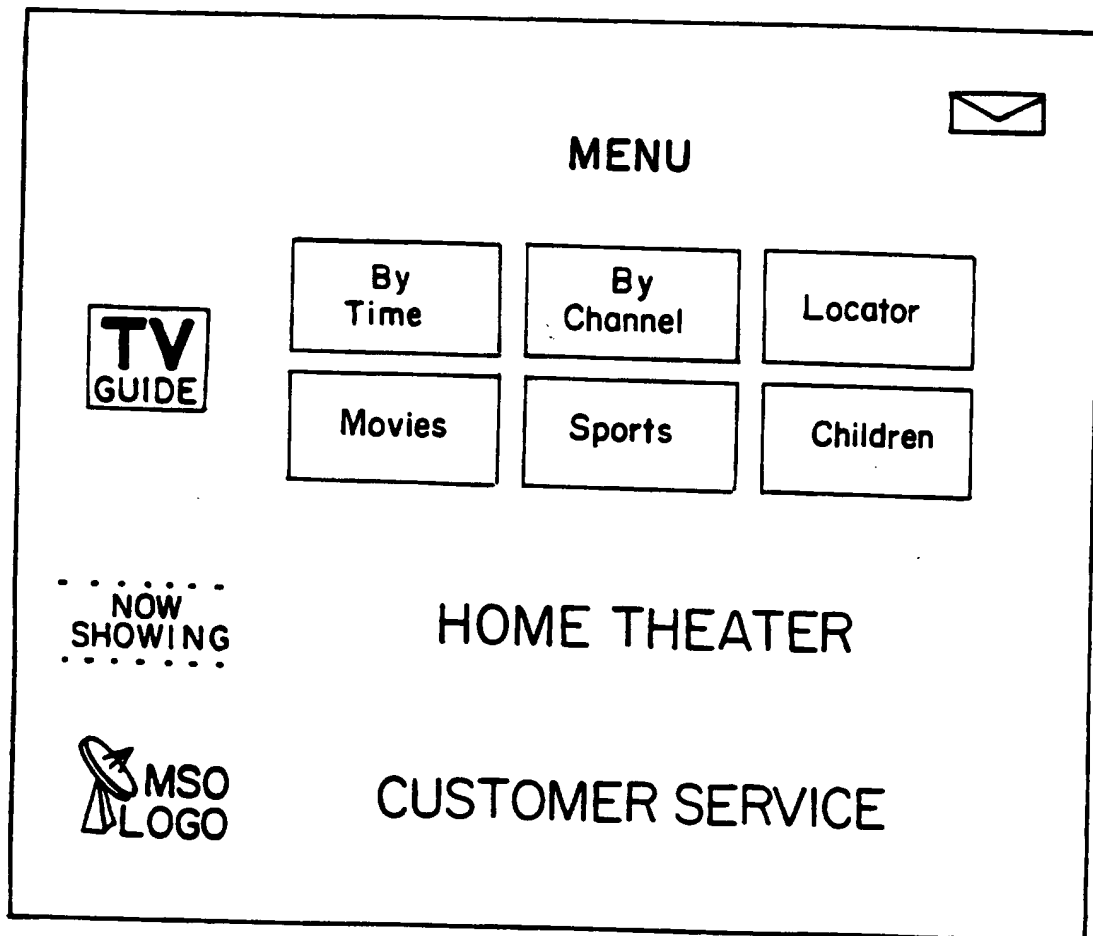 MENU
By
Time
By
Channel
Locator
TV
GUIDE
Movies
Sports
Children
NOW
SHOWING
HOME THEATER
MSO
LOGO
CUSTOMER SERVICE